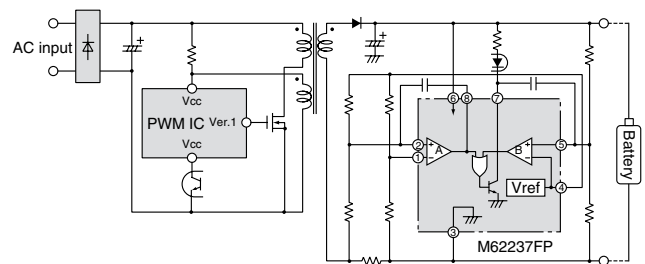 AC input
Vcc
PWM IC Ver.1
Vcc
+
+
6 8 7
2 + A
1 −
+ 5
B −
Vref 4
3
M62237FP
Battery